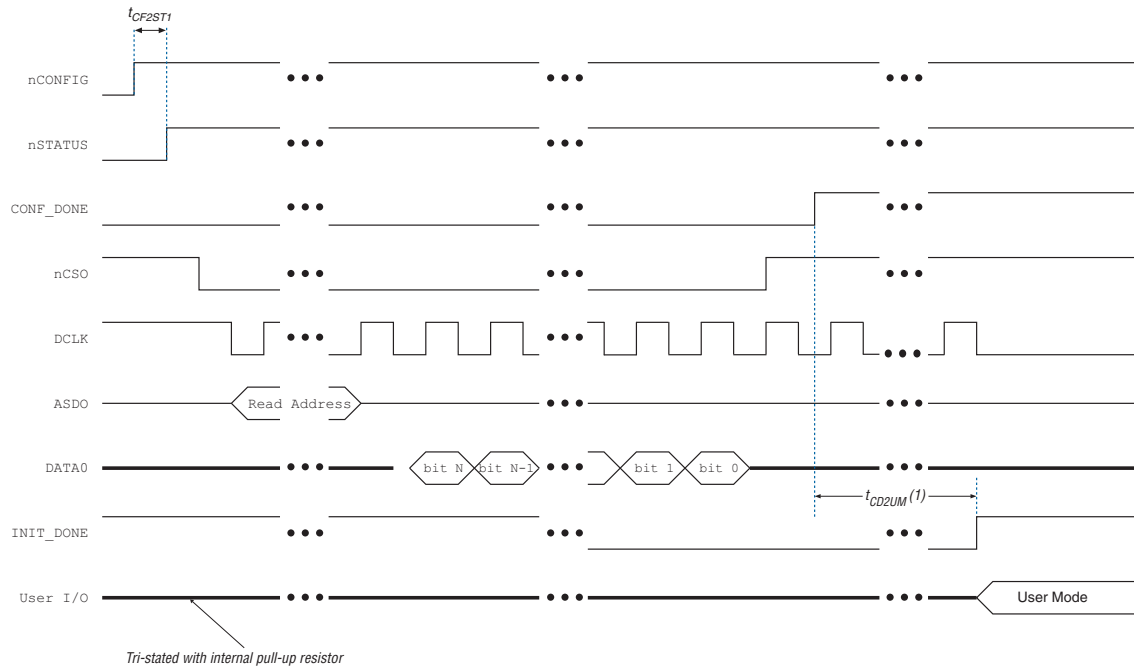 tCF2ST1
nCONFIG
nSTATUS
CONF_DONE
nCSO
DCLK
ASDO
Read Address
DATA0
bit N
bit N-1
bit 1
bit 0
tCD2UM (1)
INIT_DONE
User I/O
User Mode
Tri-stated with internal pull-up resistor